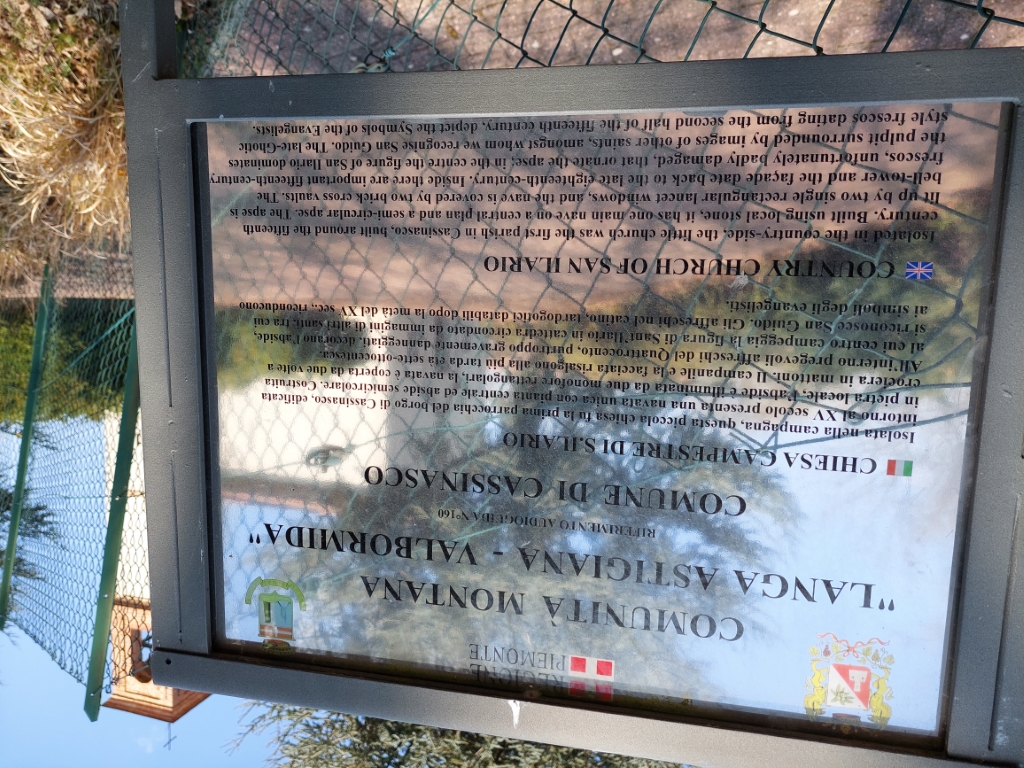 REGIONE
PIEMONTE
COMUNITÀ MONTANA
"LANGA ASTIGIANA - VALBORMIDA"
RIFERIMENTO AUDIOGUIDA N°160
COMUNE DI CASSINASCO
CHIESA CAMPESTRE DI S.ILARIO
Isolata nella campagna, questa piccola chiesa fu la prima parrocchia del borgo di Cassinasco, edificata
intorno al XV secolo presenta una navata unica con pianta centrale ed abside semicircolare. Costruita
in pietra locale, l'abside è illuminata da due monofore rettangolari, la navata è coperta da due volte a
crociera in mattoni. Il campanile e la facciata risalgono alla più tarda età sette-ottocentesca.
All'interno pregevoli affreschi del Quattrocento, purtroppo gravemente danneggiati, decorano l'abside,
al cui centro campeggia la figura di Sant'Ilario in cattedra circondato da immagini di altri santi tra cui
si riconosce San Guido. Gli affreschi nel catino, tardogotici databili dopo la metà del XV sec., riconducono
ai simboli degli evangelisti.
COUNTRY CHURCH OF SAN ILARIO
Isolated in the country-side, the little church was the first parish in Cassinasco, built around the fifteenth
century. Built using local stone, it has one main nave on a central plan and a semi-circular apse. The apse is
lit up by two single rectangular lancet windows, and the nave is covered by two brick cross vaults. The
bell-tower and the façade date back to the late eighteenth-century. Inside there are important fifteenth-century
frescos, unfortunately badly damaged, that ornate the apse; in the centre the figure of San Ilario dominates
the pulpit surrounded by images of other saints, amongst whom we recognise San Guido. The late-Ghotic
style frescos dating from the second half of the fifteenth century, depict the Symbols of the Evangelists.